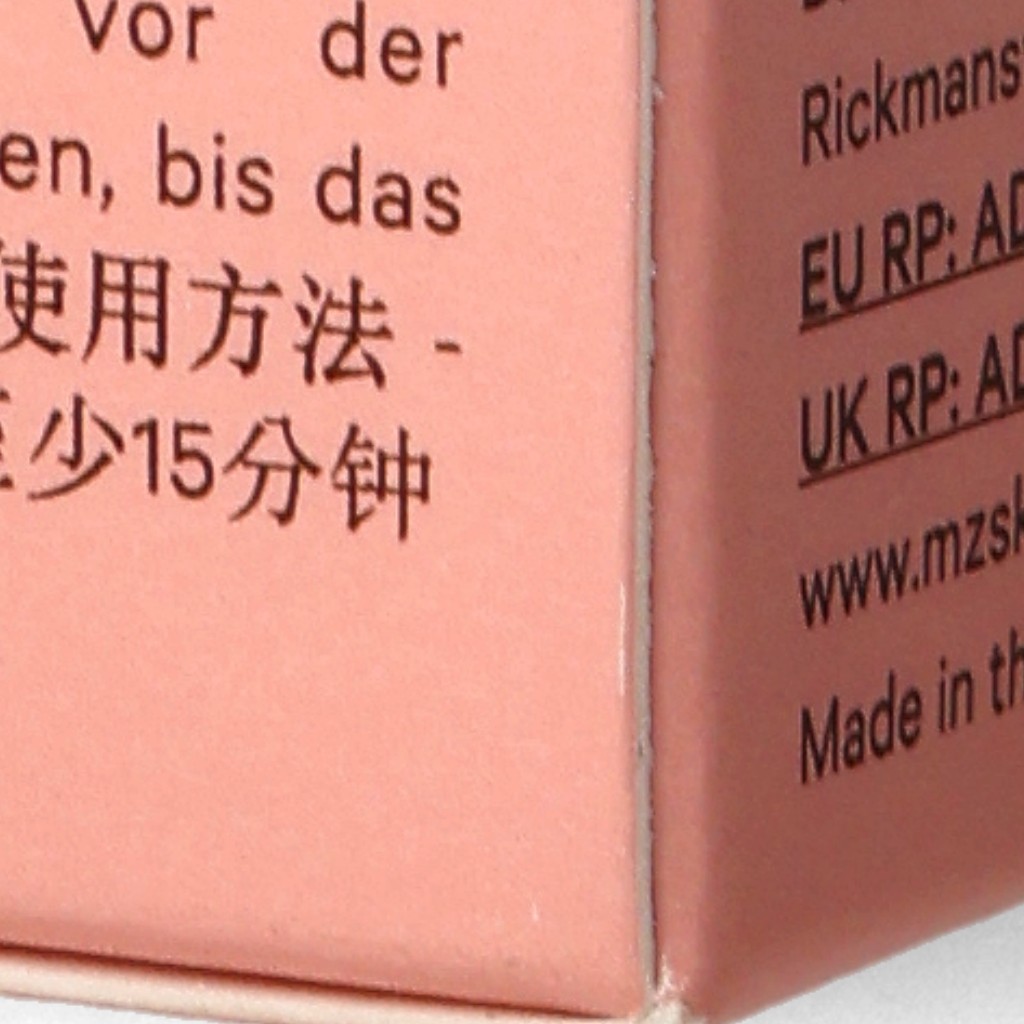 vor der
en, bis das
使用方法 -
少15分钟
Rickmans
EU RP: AD
UK RP: AD
www.mzsk
Made in th